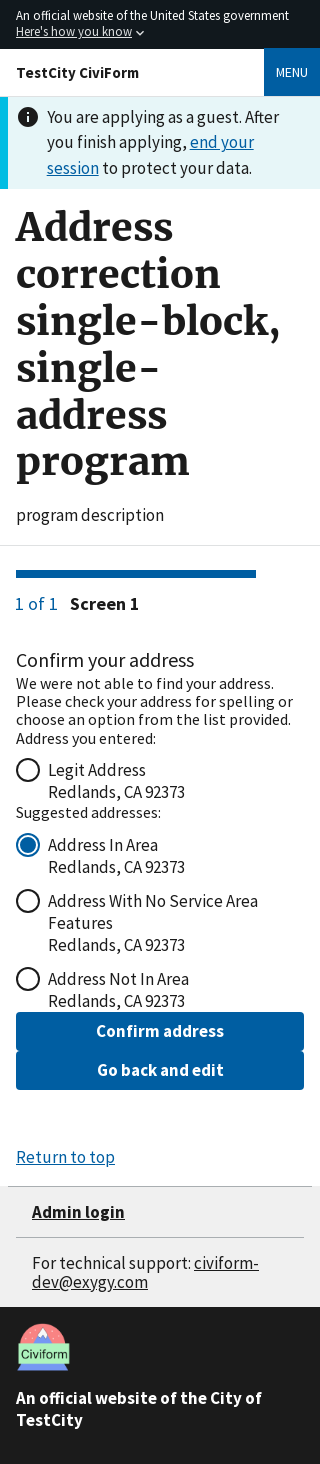 An official website of the United States government
Here's how you know
TestCity CiviForm
MENU
You are applying as a guest. After
you finish applying, end your
session to protect your data.
Address
correction
single-block,
single-
address
program
program description
1 of 1 Screen 1
Confirm your address
We were not able to find your address.
Please check your address for spelling or
choose an option from the list provided.
Address you entered:
Legit Address
Redlands, CA 92373
Suggested addresses:
Address In Area
Redlands, CA 92373
Address With No Service Area
Features
Redlands, CA 92373
Address Not In Area
Redlands, CA 92373
Confirm address
Go back and edit
Return to top
Admin login
For technical support: civiform-
dev@exygy.com
Civiform
An official website of the City of
TestCity